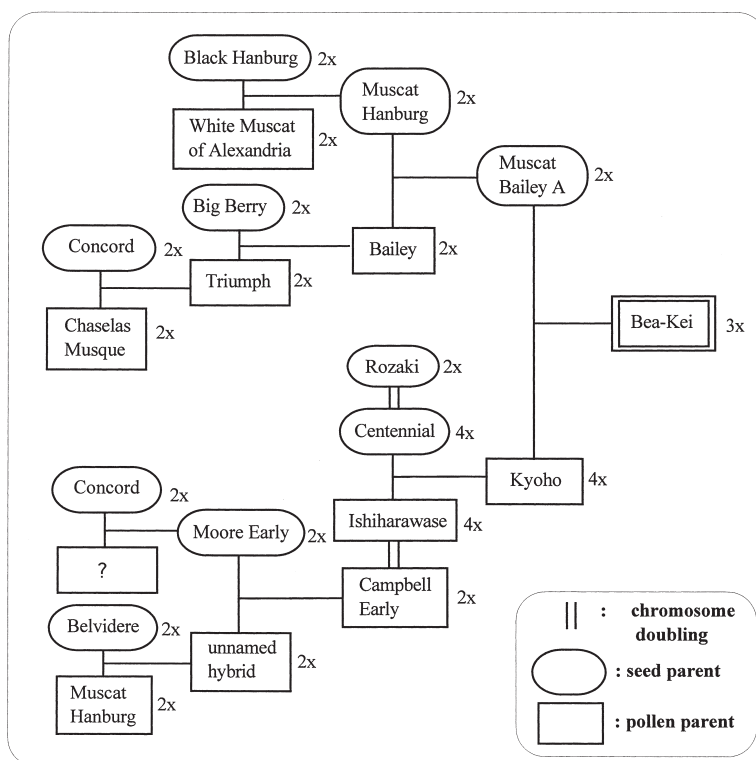 Black Hanburg
2x
White Muscat
of Alexandria
2x
Muscat
Hanburg
2x
Muscat
Bailey A
2x
Big Berry
2x
Concord
2x
Triumph
2x
Bailey
2x
Chaselas
Musque
2x
Bea-Kei
3x
Rozaki
2x
Centennial
4x
Kyoho
4x
Ishiharawase
4x
Concord
2x
Moore Early
2x
?
Campbell
Early
2x
Belvidere
2x
unnamed
hybrid
2x
Muscat
Hanburg
2x
|| : chromosome
doubling
: seed parent
: pollen parent